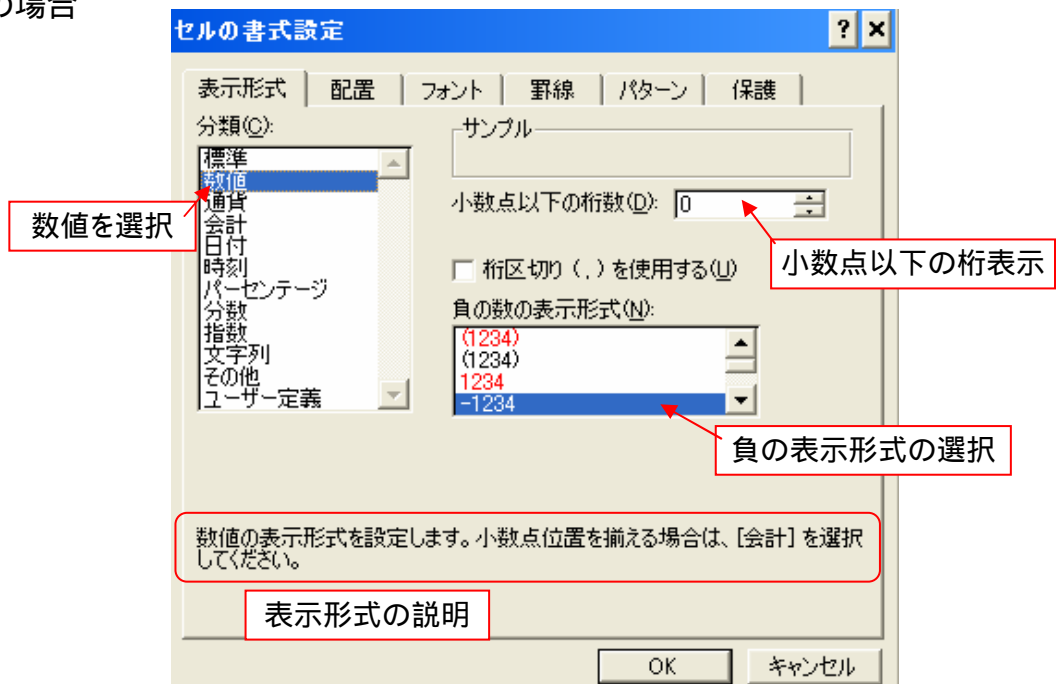 の場合
セルの書式設定
表示形式 配置 フォント 罫線 パターン 保護
分類(C):
標準
数値
通貨
会計
日付
時刻
パーセンテージ
分数
指数
文字列
その他
ユーザー定義
数値を選択
サンプル
小数点以下の桁数(D): 0
小数点以下の桁表示
桁区切り(,)を使用する(U)
負の数の表示形式(N):
(1234)
(1234)
1234
-1234
負の表示形式の選択
数値の表示形式を設定します。小数点位置を揃える場合は、[会計] を選択
してください。
表示形式の説明
OK キャンセル